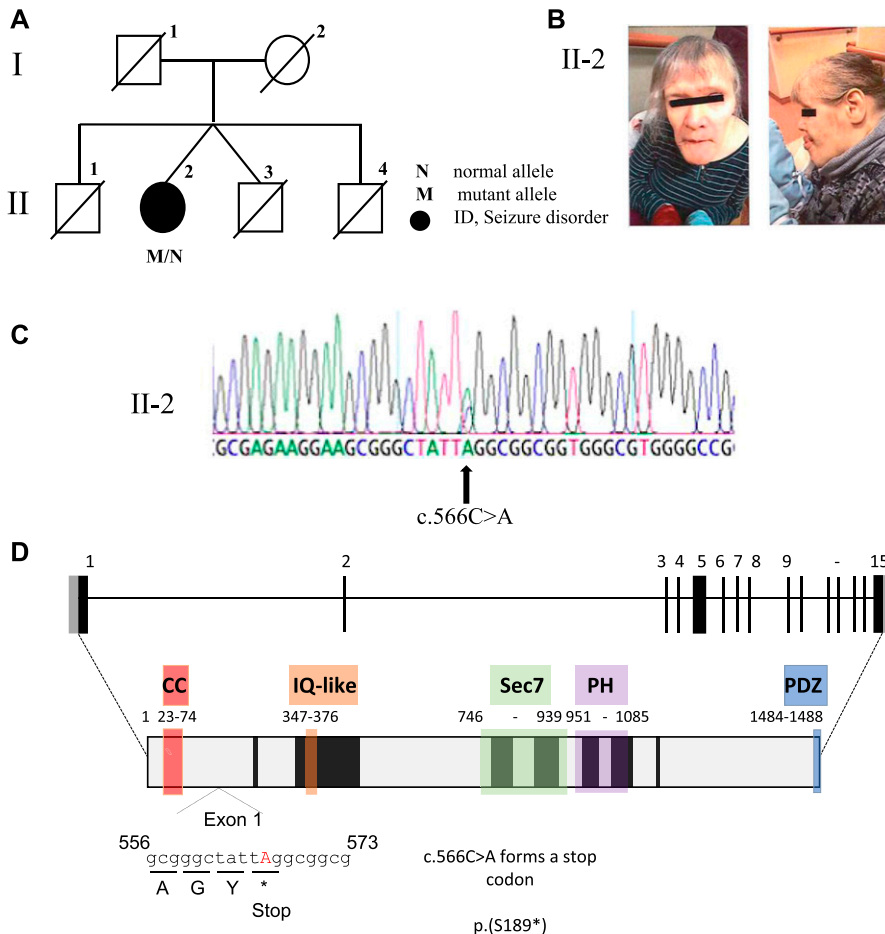 A
I
1
2
II
1
2
3
4
M/N
N normal allele
M mutant allele
ID, Seizure disorder
B
II-2
C
II-2
GCGAGAAGGAAGCGGGCTATTAGGCGGCGGTGGGCGTGGGGCCG
c.566C>A
D
1 2 3 4 5 6 7 8 9 - 15
CC IQ-like Sec7 PH PDZ
1 23-74 347-376 746 - 939 951 - 1085 1484-1488
Exon 1
556 573
gcgggctattAggcggcg
A G Y *
Stop
c.566C>A forms a stop
codon
p.(S189*)